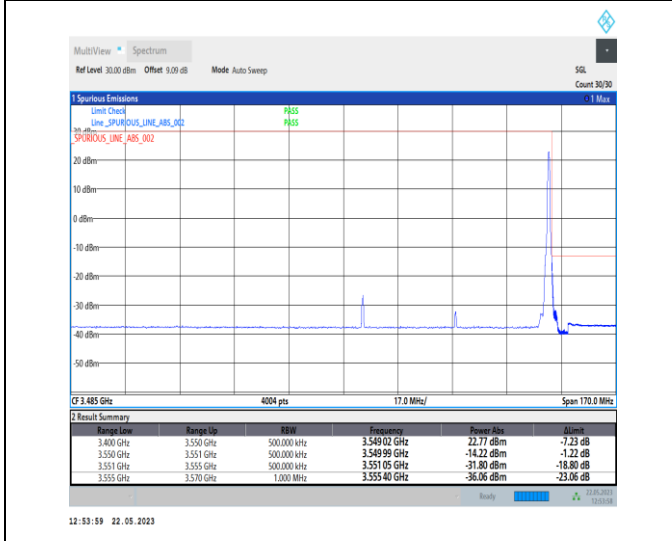 MultiView Spectrum
Ref Level 30.00 dBm Offset 9.09 dB Mode Auto Sweep SGL
Count 30/30
1 Spurious Emissions 1 Max
Limit Check PASS
Line _SPURIOUS_LINE_ABS_002 PASS
30 dBm
_SPURIOUS_LINE_ABS_002
20 dBm
10 dBm
0 dBm
-10 dBm
-20 dBm
-30 dBm
-40 dBm
-50 dBm
CF 3.485 GHz 4004 pts 17.0 MHz/ Span 170.0 MHz
2 Result Summary
Range Low Range Up RBW Frequency Power Abs ΔLimit
3.400 GHz 3.550 GHz 500.000 kHz 3.54902 GHz 22.77 dBm -7.23 dB
3.550 GHz 3.551 GHz 500.000 kHz 3.54999 GHz -14.22 dBm -1.22 dB
3.551 GHz 3.555 GHz 500.000 kHz 3.55105 GHz -31.80 dBm -18.80 dB
3.555 GHz 3.570 GHz 1.000 MHz 3.55540 GHz -36.06 dBm -23.06 dB
Ready 22.05.2023
12:53:58
12:53:59 22.05.2023